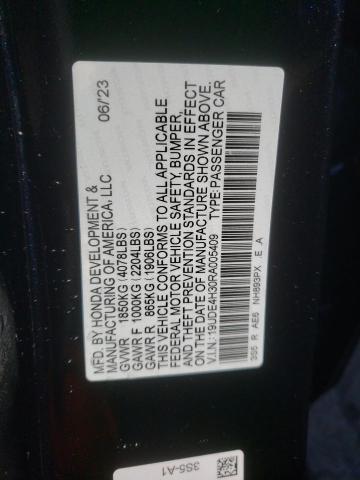 MFD. BY HONDA DEVELOPMENT & 06/23
MANUFACTURING OF AMERICA, LLC
GVWR 1850KG (4078LBS)
GAWR F 1000KG (2204LBS)
GAWR R 865KG (1906LBS)
THIS VEHICLE CONFORMS TO ALL APPLICABLE
FEDERAL MOTOR VEHICLE SAFETY, BUMPER,
AND THEFT PREVENTION STANDARDS IN EFFECT
ON THE DATE OF MANUFACTURE SHOWN ABOVE.
V.I.N.: 19UDE4H30RA005409 TYPE: PASSENGER CAR
3S5 R AE6 NH893PX E A
3S5-A1